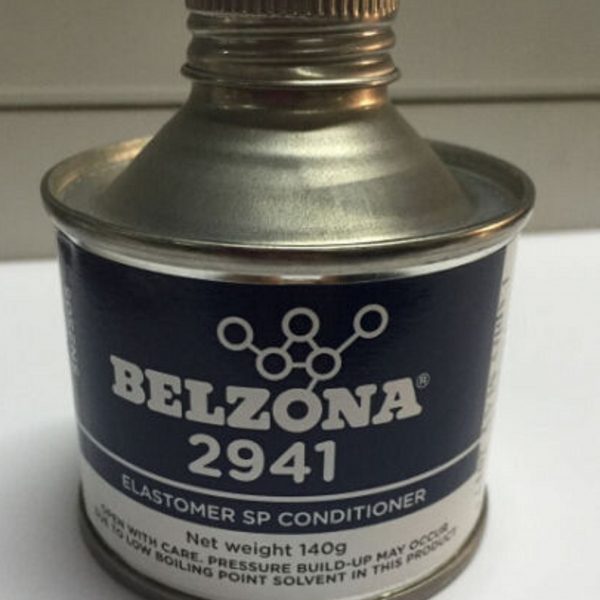 BELZONA®
2941
ELASTOMER SP CONDITIONER
Net weight 140g
OPEN WITH CARE. PRESSURE BUILD-UP MAY OCCUR
DUE TO LOW BOILING POINT SOLVENT IN THIS PRODUCT